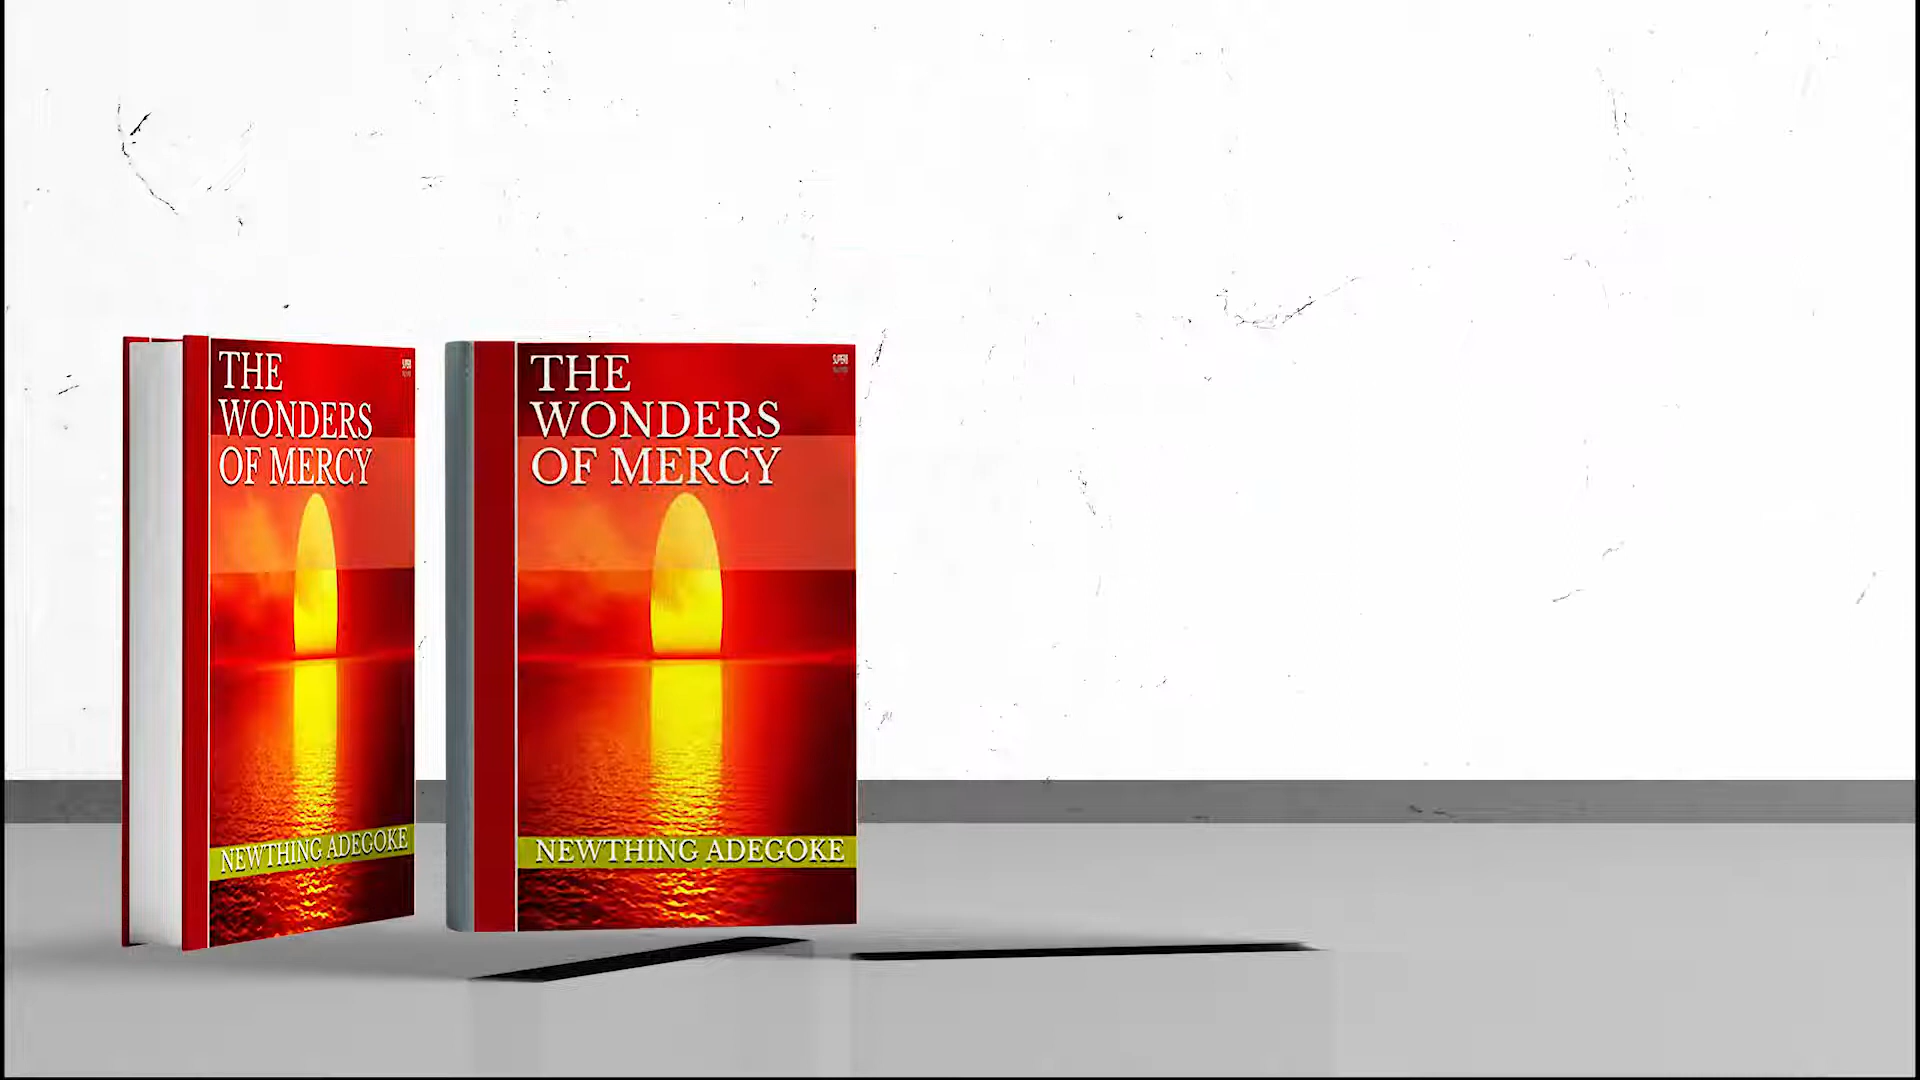 THE
WONDERS
OF MERCY
NEWTHING ADEGOKE
THE
WONDERS
OF MERCY
NEWTHING ADEGOKE